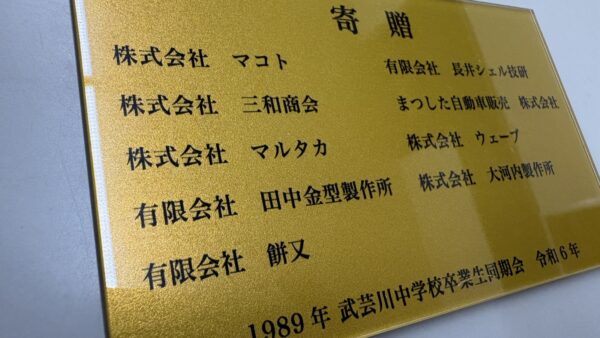 寄贈
株式会社 マコト 有限会社 長井シェル技研
株式会社 三和商会 まつした自動車販売 株式会社
株式会社 マルタカ 株式会社 ウェーブ
有限会社 田中金型製作所 株式会社 大河内製作所
有限会社 餅又
1989年 武芸川中学校卒業生同期会 令和6年